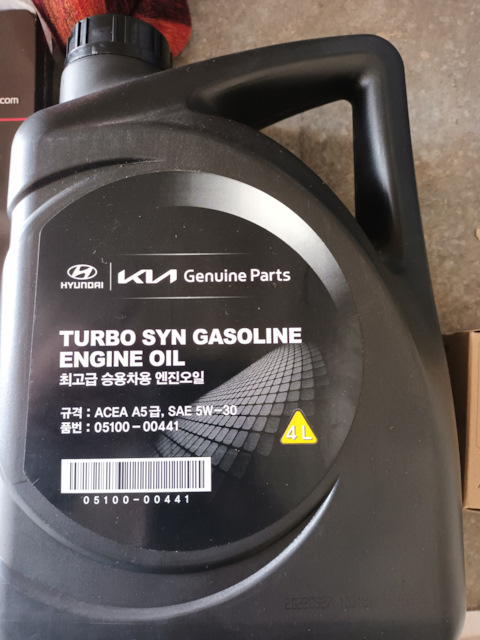 .com
HYUNDAI
KIA Genuine Parts
TURBO SYN GASOLINE
ENGINE OIL
최고급 승용차용 엔진오일
규격 : ACEA A5급, SAE 5W-30
품번 : 05100-00441
4L
05100-00441